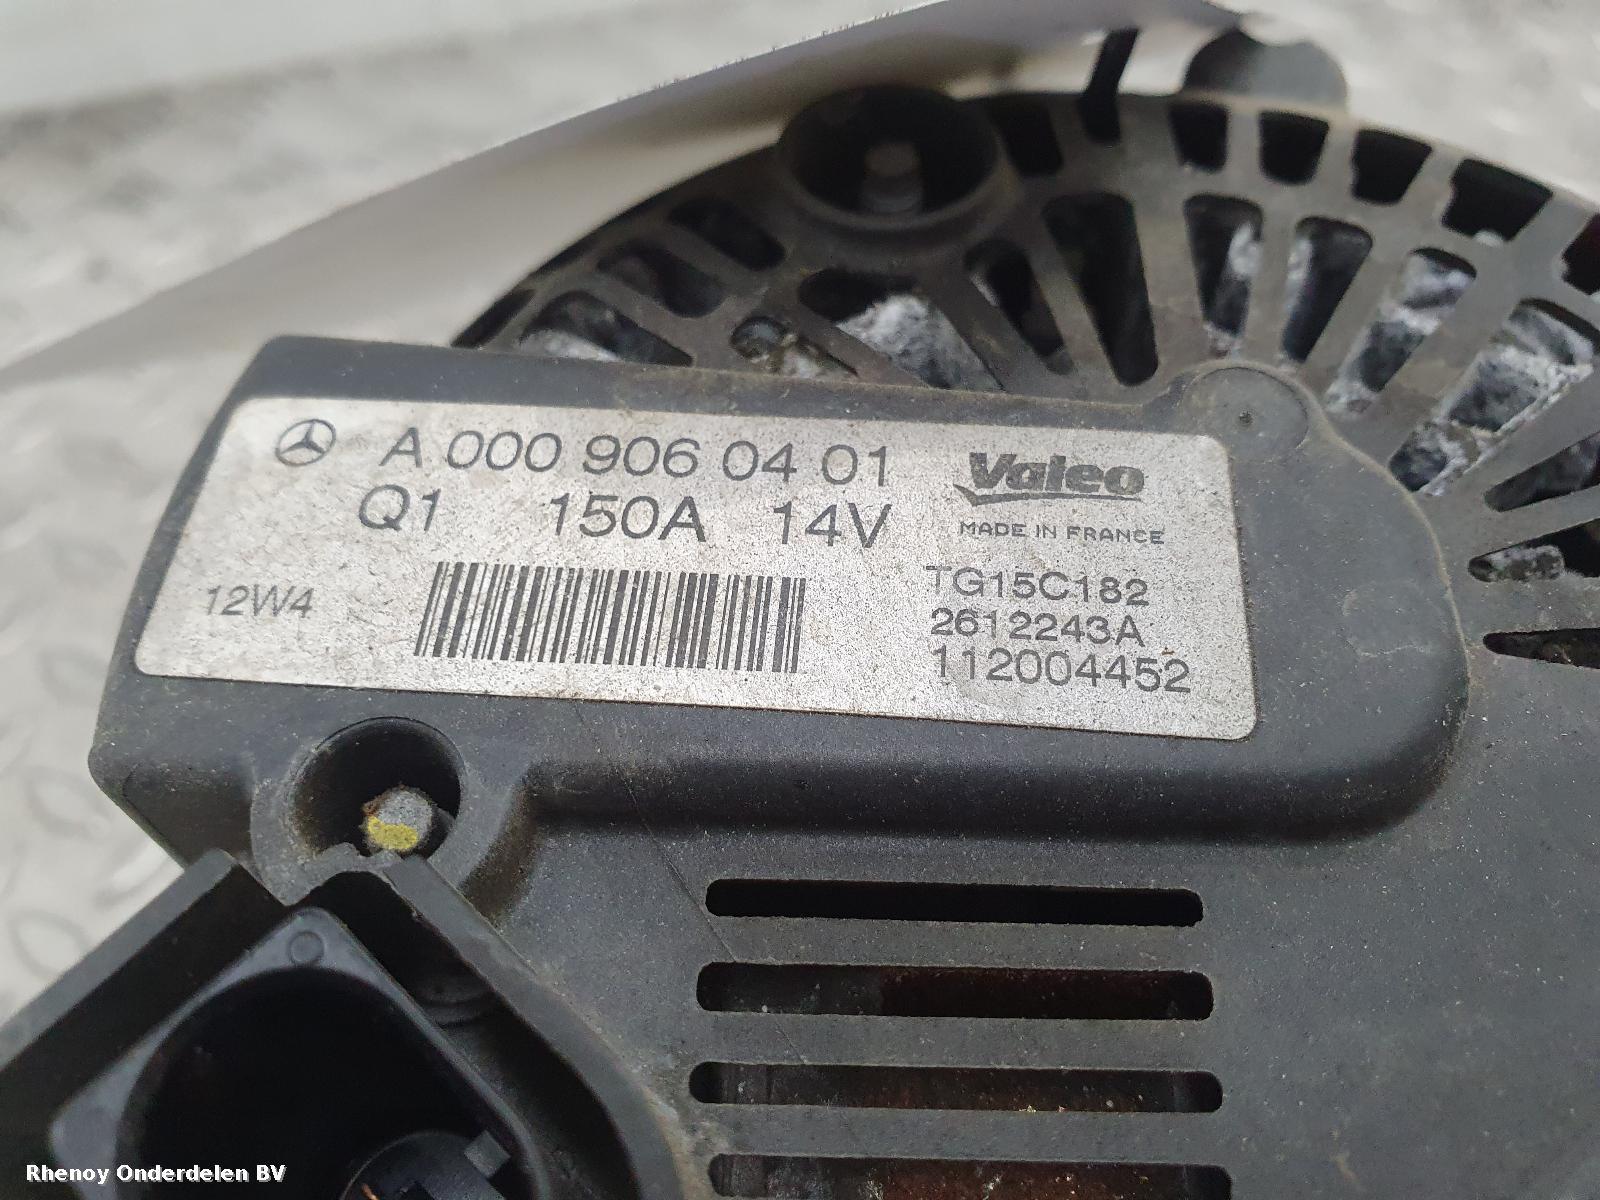 A 000 906 04 01
Q1 150A 14V
Valeo
MADE IN FRANCE
12W4
TG15C182
2612243A
112004452
Rhenoy Onderdelen BV